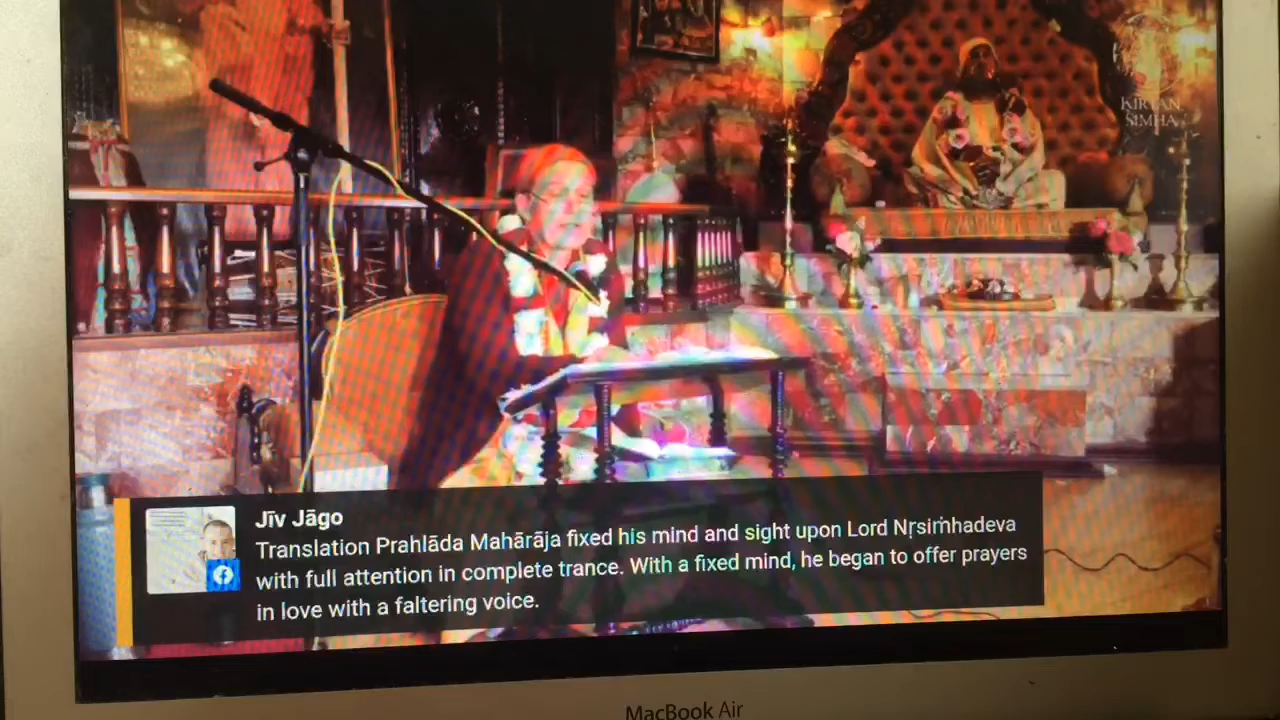 KIRTAN
SIMHA
Jīv Jāgo
Translation Prahlāda Mahārāja fixed his mind and sight upon Lord Nṛsiṁhadeva
with full attention in complete trance. With a fixed mind, he began to offer prayers
in love with a faltering voice.
MacBook Air